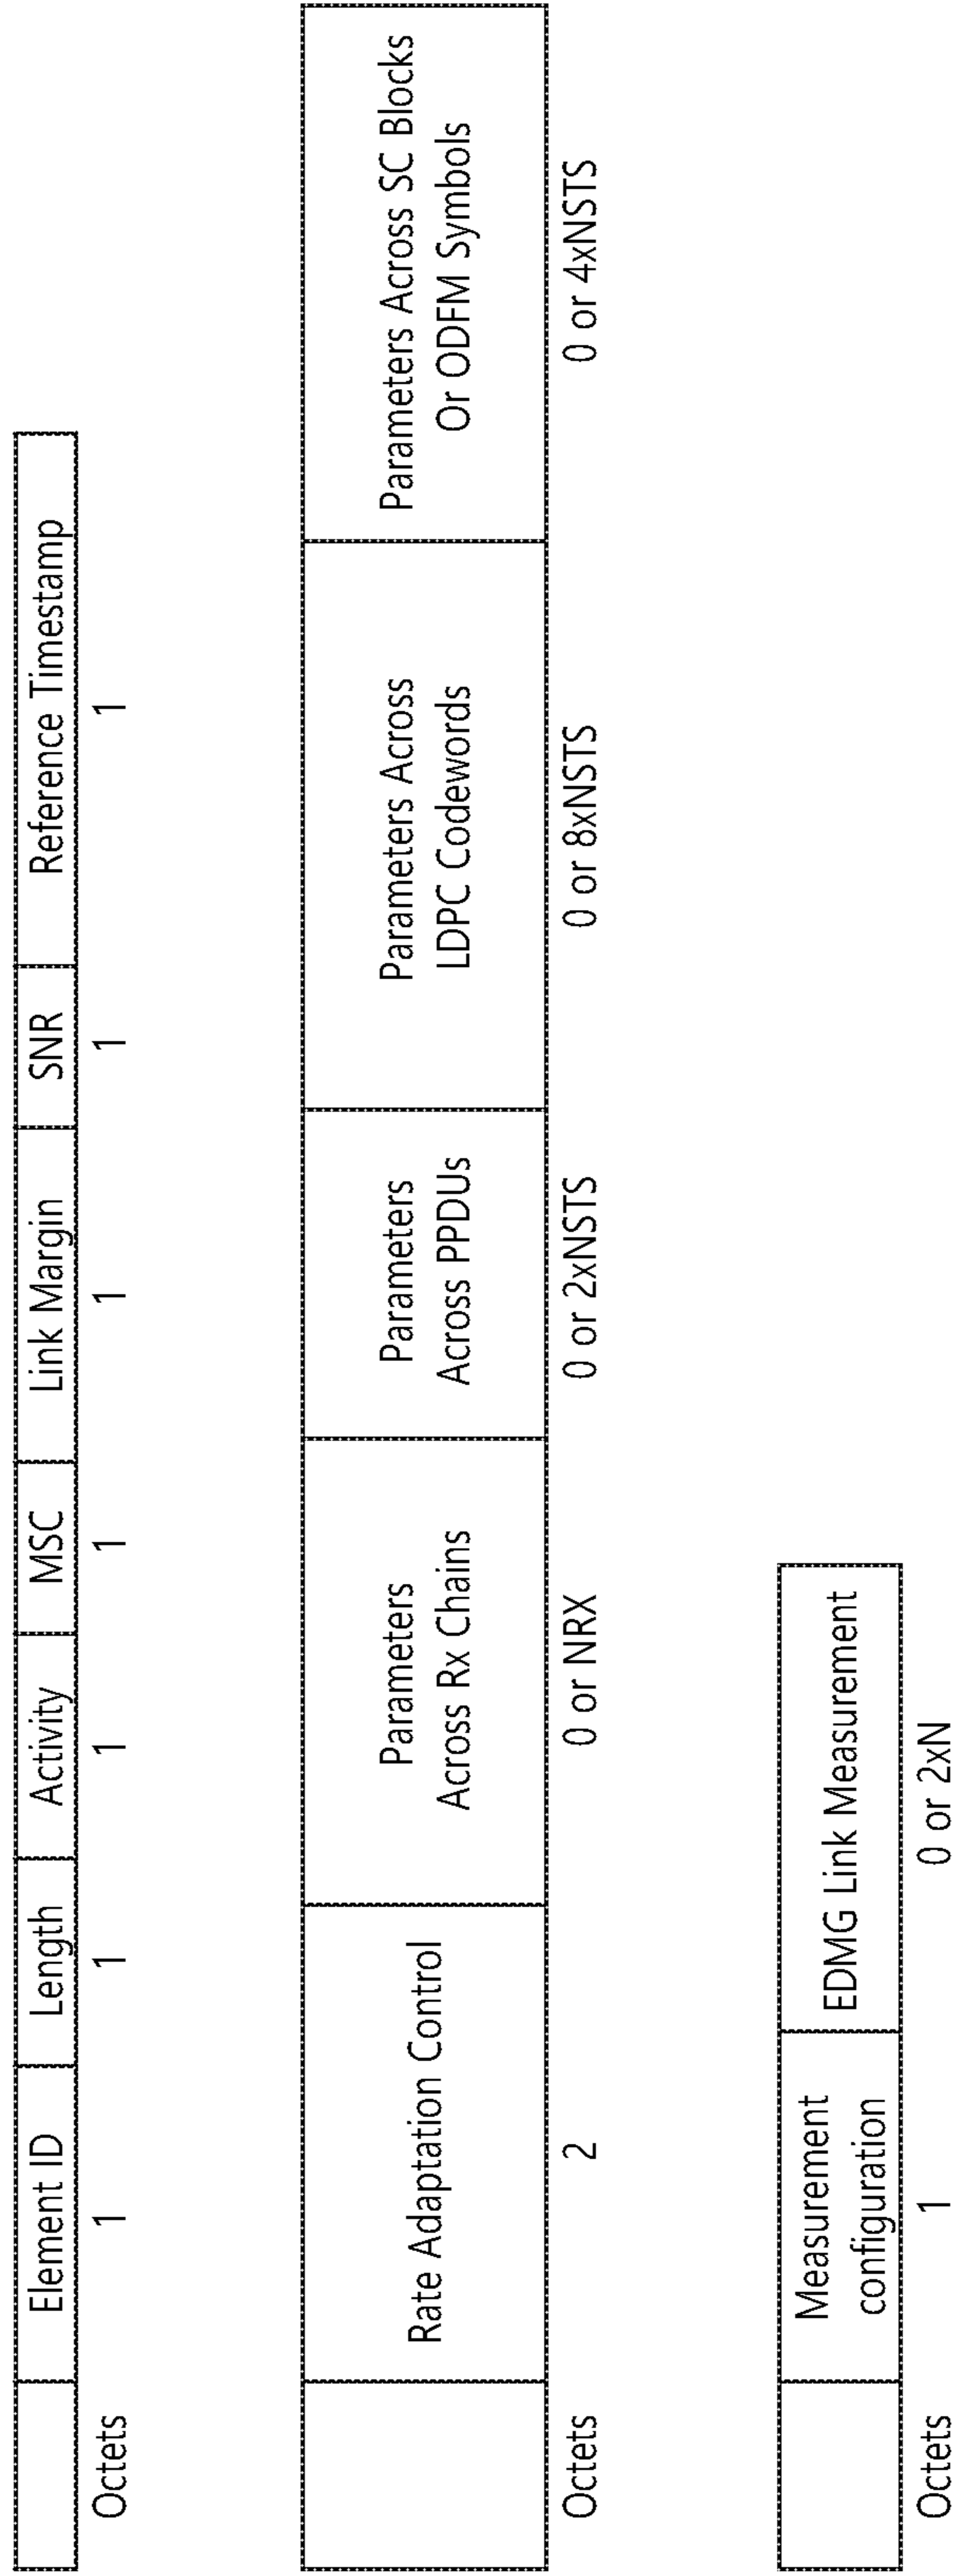 Element ID Length Activity MSC Link Margin SNR Reference Timestamp
Octets 1 1 1 1 1 1 1
Rate Adaptation Control
Parameters
Across Rx Chains
Parameters
Across PPDUs
Parameters Across
LDPC Codewords
Parameters Across SC Blocks
Or ODFM Symbols
Octets 2 0 or NRX 0 or 2xNSTS 0 or 8xNSTS 0 or 4xNSTS
Measurement
configuration
EDMG Link Measurement
Octets 1 0 or 2xN